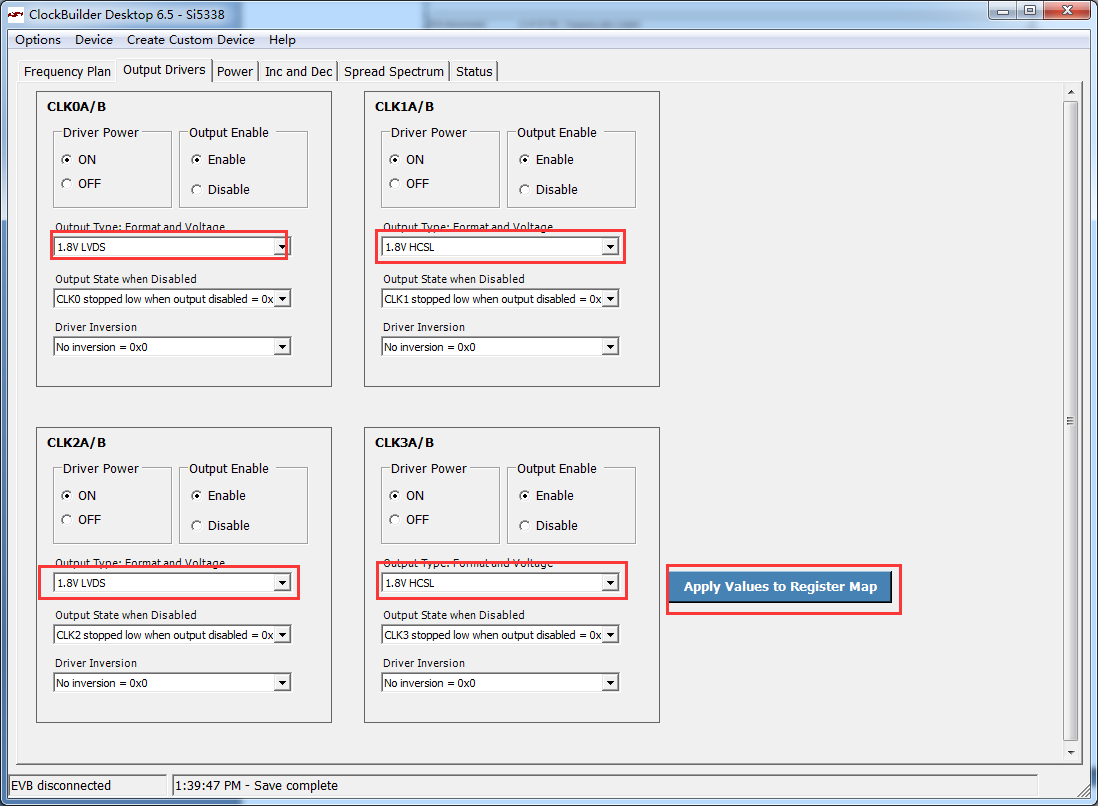 ClockBuilder Desktop 6.5 - Si5338
Options Device Create Custom Device Help
Frequency Plan Output Drivers Power Inc and Dec Spread Spectrum Status
CLK0A/B
Driver Power Output Enable
ON Enable
OFF Disable
Output Type: Format and Voltage
1.8V LVDS
Output State when Disabled
CLK0 stopped low when output disabled = 0x
Driver Inversion
No inversion = 0x0
CLK1A/B
Driver Power Output Enable
ON Enable
OFF Disable
Output Type: Format and Voltage
1.8V HCSL
Output State when Disabled
CLK1 stopped low when output disabled = 0x
Driver Inversion
No inversion = 0x0
CLK2A/B
Driver Power Output Enable
ON Enable
OFF Disable
Output Type: Format and Voltage
1.8V LVDS
Output State when Disabled
CLK2 stopped low when output disabled = 0x
Driver Inversion
No inversion = 0x0
CLK3A/B
Driver Power Output Enable
ON Enable
OFF Disable
Output Type: Format and Voltage
1.8V HCSL
Output State when Disabled
CLK3 stopped low when output disabled = 0x
Driver Inversion
No inversion = 0x0
Apply Values to Register Map
EVB disconnected 1:39:47 PM - Save complete